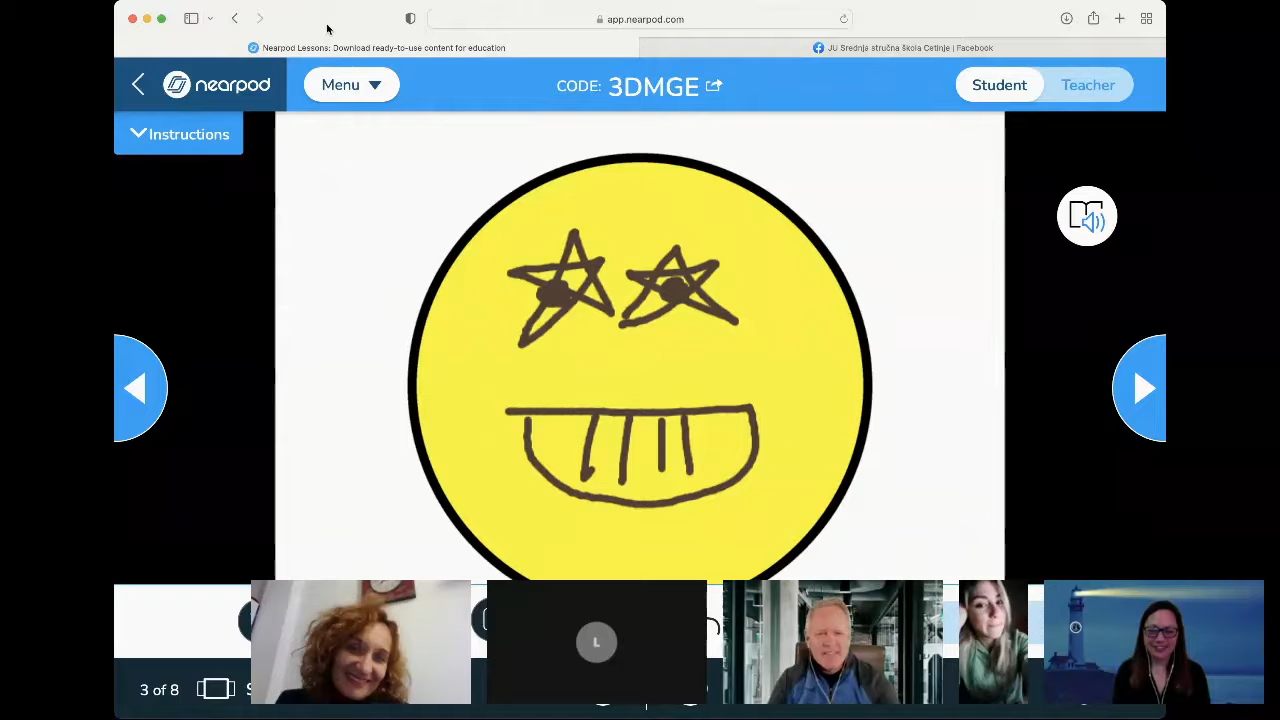 app.nearpod.com
Nearpod Lessons: Download ready-to-use content for education
JU Srednja stručna škola Cetinje | Facebook
nearpod
Menu
CODE: 3DMGE
Student
Teacher
Instructions
L
3 of 8